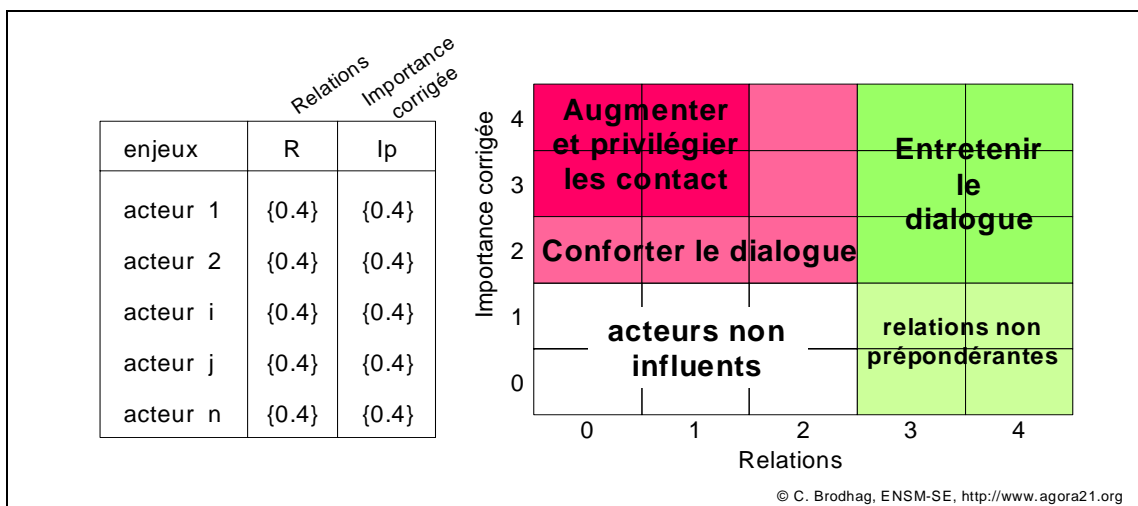 Relations
Importance
corrigée
enjeux R Ip
acteur 1 {0.4} {0.4}
acteur 2 {0.4} {0.4}
acteur i {0.4} {0.4}
acteur j {0.4} {0.4}
acteur n {0.4} {0.4}
Importance corrigée
4
3
2
1
0
Augmenter
et privilégier
les contact
Entretenir
le
dialogue
Conforter le dialogue
acteurs non
influents
relations non
prépondérantes
0 1 2 3 4
Relations
© C. Brodhag, ENSM-SE, http://www.agora21.org